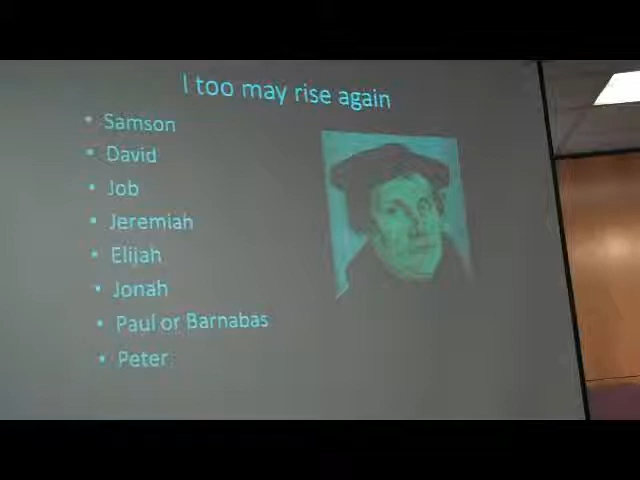 I too may rise again
• Samson
• David
• Job
• Jeremiah
• Elijah
• Jonah
• Paul or Barnabas
• Peter